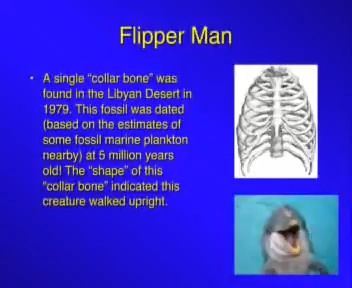 Flipper Man
• A single “collar bone” was
found in the Libyan Desert in
1979. This fossil was dated
(based on the estimates of
some fossil marine plankton
nearby) at 5 million years
old! The “shape” of this
“collar bone” indicated this
creature walked upright.